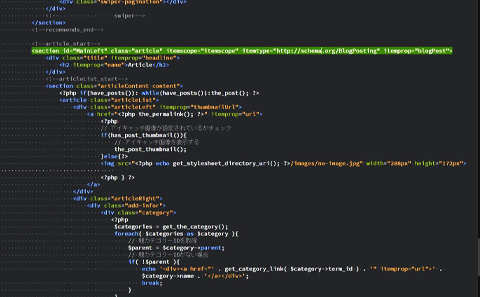 <div class="swiper-pagination"></div>
</div>
<!-- swiper-->
</section>
<!--recommends_end-->
<!--article_start-->
<section id="MainLeft" class="article" itemscope="itemscope" itemtype="http://schema.org/BlogPosting" itemprop="blogPost">
<div class="title" itemprop="headline">
<h2 itemprop="name">Article</h2>
</div>
<!--articleList_start-->
<section class="articleContent content">
<?php if(have_posts()): while(have_posts()):the_post(); ?>
<article class="articleList">
<div class="articleLeft" itemprop="thumbnailUrl">
<a href="<?php the_permalink(); ?>" itemprop="url">
<?php
// アイキャッチ画像が設定されているかチェック
if(has_post_thumbnail()){
// アイキャッチ画像を表示する
the_post_thumbnail();
}else{?>
<img src="<?php echo get_stylesheet_directory_uri(); ?>/images/no-image.jpg" width="288px" height="172px">
<?php } ?>
</a>
</div>
<div class="articleRight">
<div class="add-infor">
<div class="category">
<?php
$categories = get_the_category();
foreach( $categories as $category ){
// 親カテゴリーIDを取得
$parent = $category->parent;
// 親カテゴリーIDがない場合
if( !$parent ){
echo '<div><a href="' . get_category_link( $category->term_id ) . '" itemprop="url">' .
$category->name . '</a></div>';
break;
}